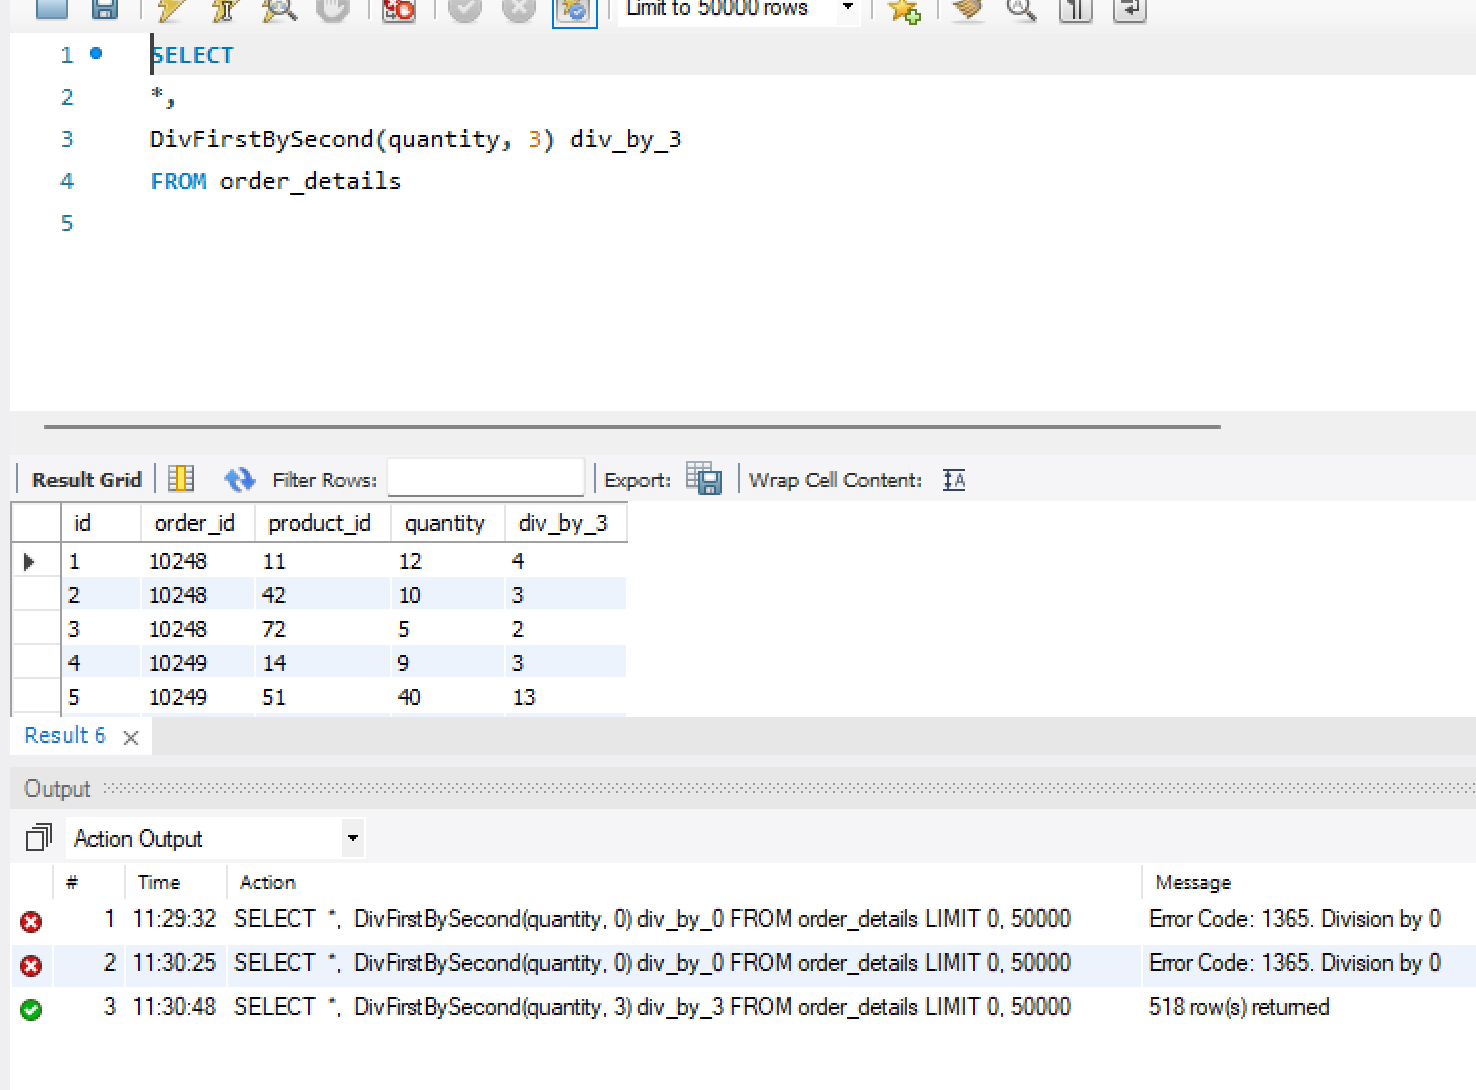 Limit to 50000 rows
1 SELECT
2 *,
3 DivFirstBySecond(quantity, 3) div_by_3
4 FROM order_details
5
Result Grid Filter Rows: Export: Wrap Cell Content:
id order_id product_id quantity div_by_3
1 10248 11 12 4
2 10248 42 10 3
3 10248 72 5 2
4 10249 14 9 3
5 10249 51 40 13
Result 6
Output
Action Output
# Time Action Message
1 11:29:32 SELECT *, DivFirstBySecond(quantity, 0) div_by_0 FROM order_details LIMIT 0, 50000 Error Code: 1365. Division by 0
2 11:30:25 SELECT *, DivFirstBySecond(quantity, 0) div_by_0 FROM order_details LIMIT 0, 50000 Error Code: 1365. Division by 0
3 11:30:48 SELECT *, DivFirstBySecond(quantity, 3) div_by_3 FROM order_details LIMIT 0, 50000 518 row(s) returned